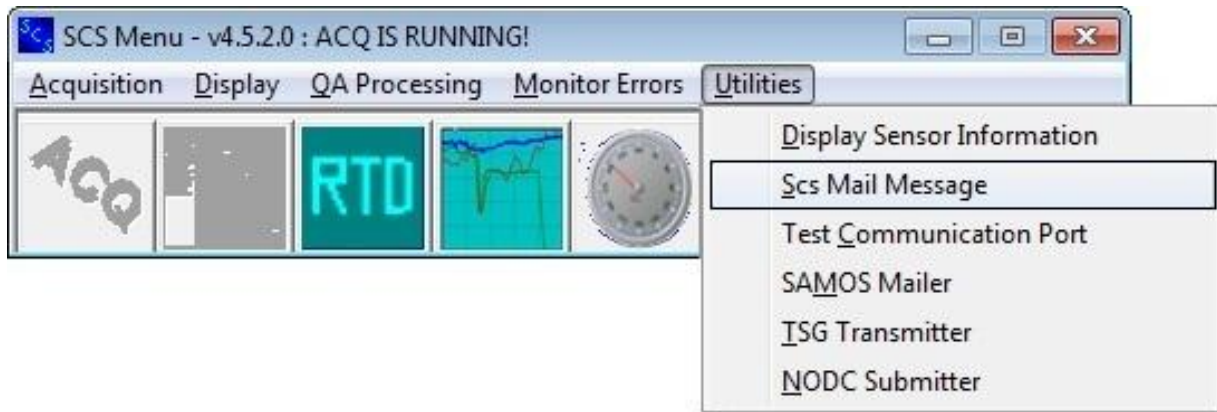 SCS SCS Menu - v4.5.2.0 : ACQ IS RUNNING!
Acquisition Display QA Processing Monitor Errors Utilities
ACQ RTD
Display Sensor Information
Scs Mail Message
Test Communication Port
SAMOS Mailer
TSG Transmitter
NODC Submitter